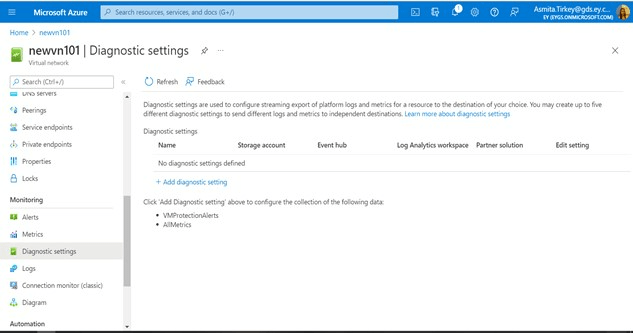 Microsoft Azure
Search resources, services, and docs (G+/)
1
Asmita.Tirkey@gds.ey.c...
EY (EYGS.ONMICROSOFT.COM)
Home > newvn101
newvn101 | Diagnostic settings
Virtual network
Search (Ctrl+/)
Refresh
Feedback
DNS servers
Peerings
Service endpoints
Private endpoints
Properties
Locks
Monitoring
Alerts
Metrics
Diagnostic settings
Logs
Connection monitor (classic)
Diagram
Automation
Diagnostic settings are used to configure streaming export of platform logs and metrics for a resource to the destination of your choice. You may create up to five
different diagnostic settings to send different logs and metrics to independent destinations. Learn more about diagnostic settings
Diagnostic settings
Name Storage account Event hub Log Analytics workspace Partner solution Edit setting
No diagnostic settings defined
+ Add diagnostic setting
Click 'Add Diagnostic setting' above to configure the collection of the following data:
• VMProtectionAlerts
• AllMetrics